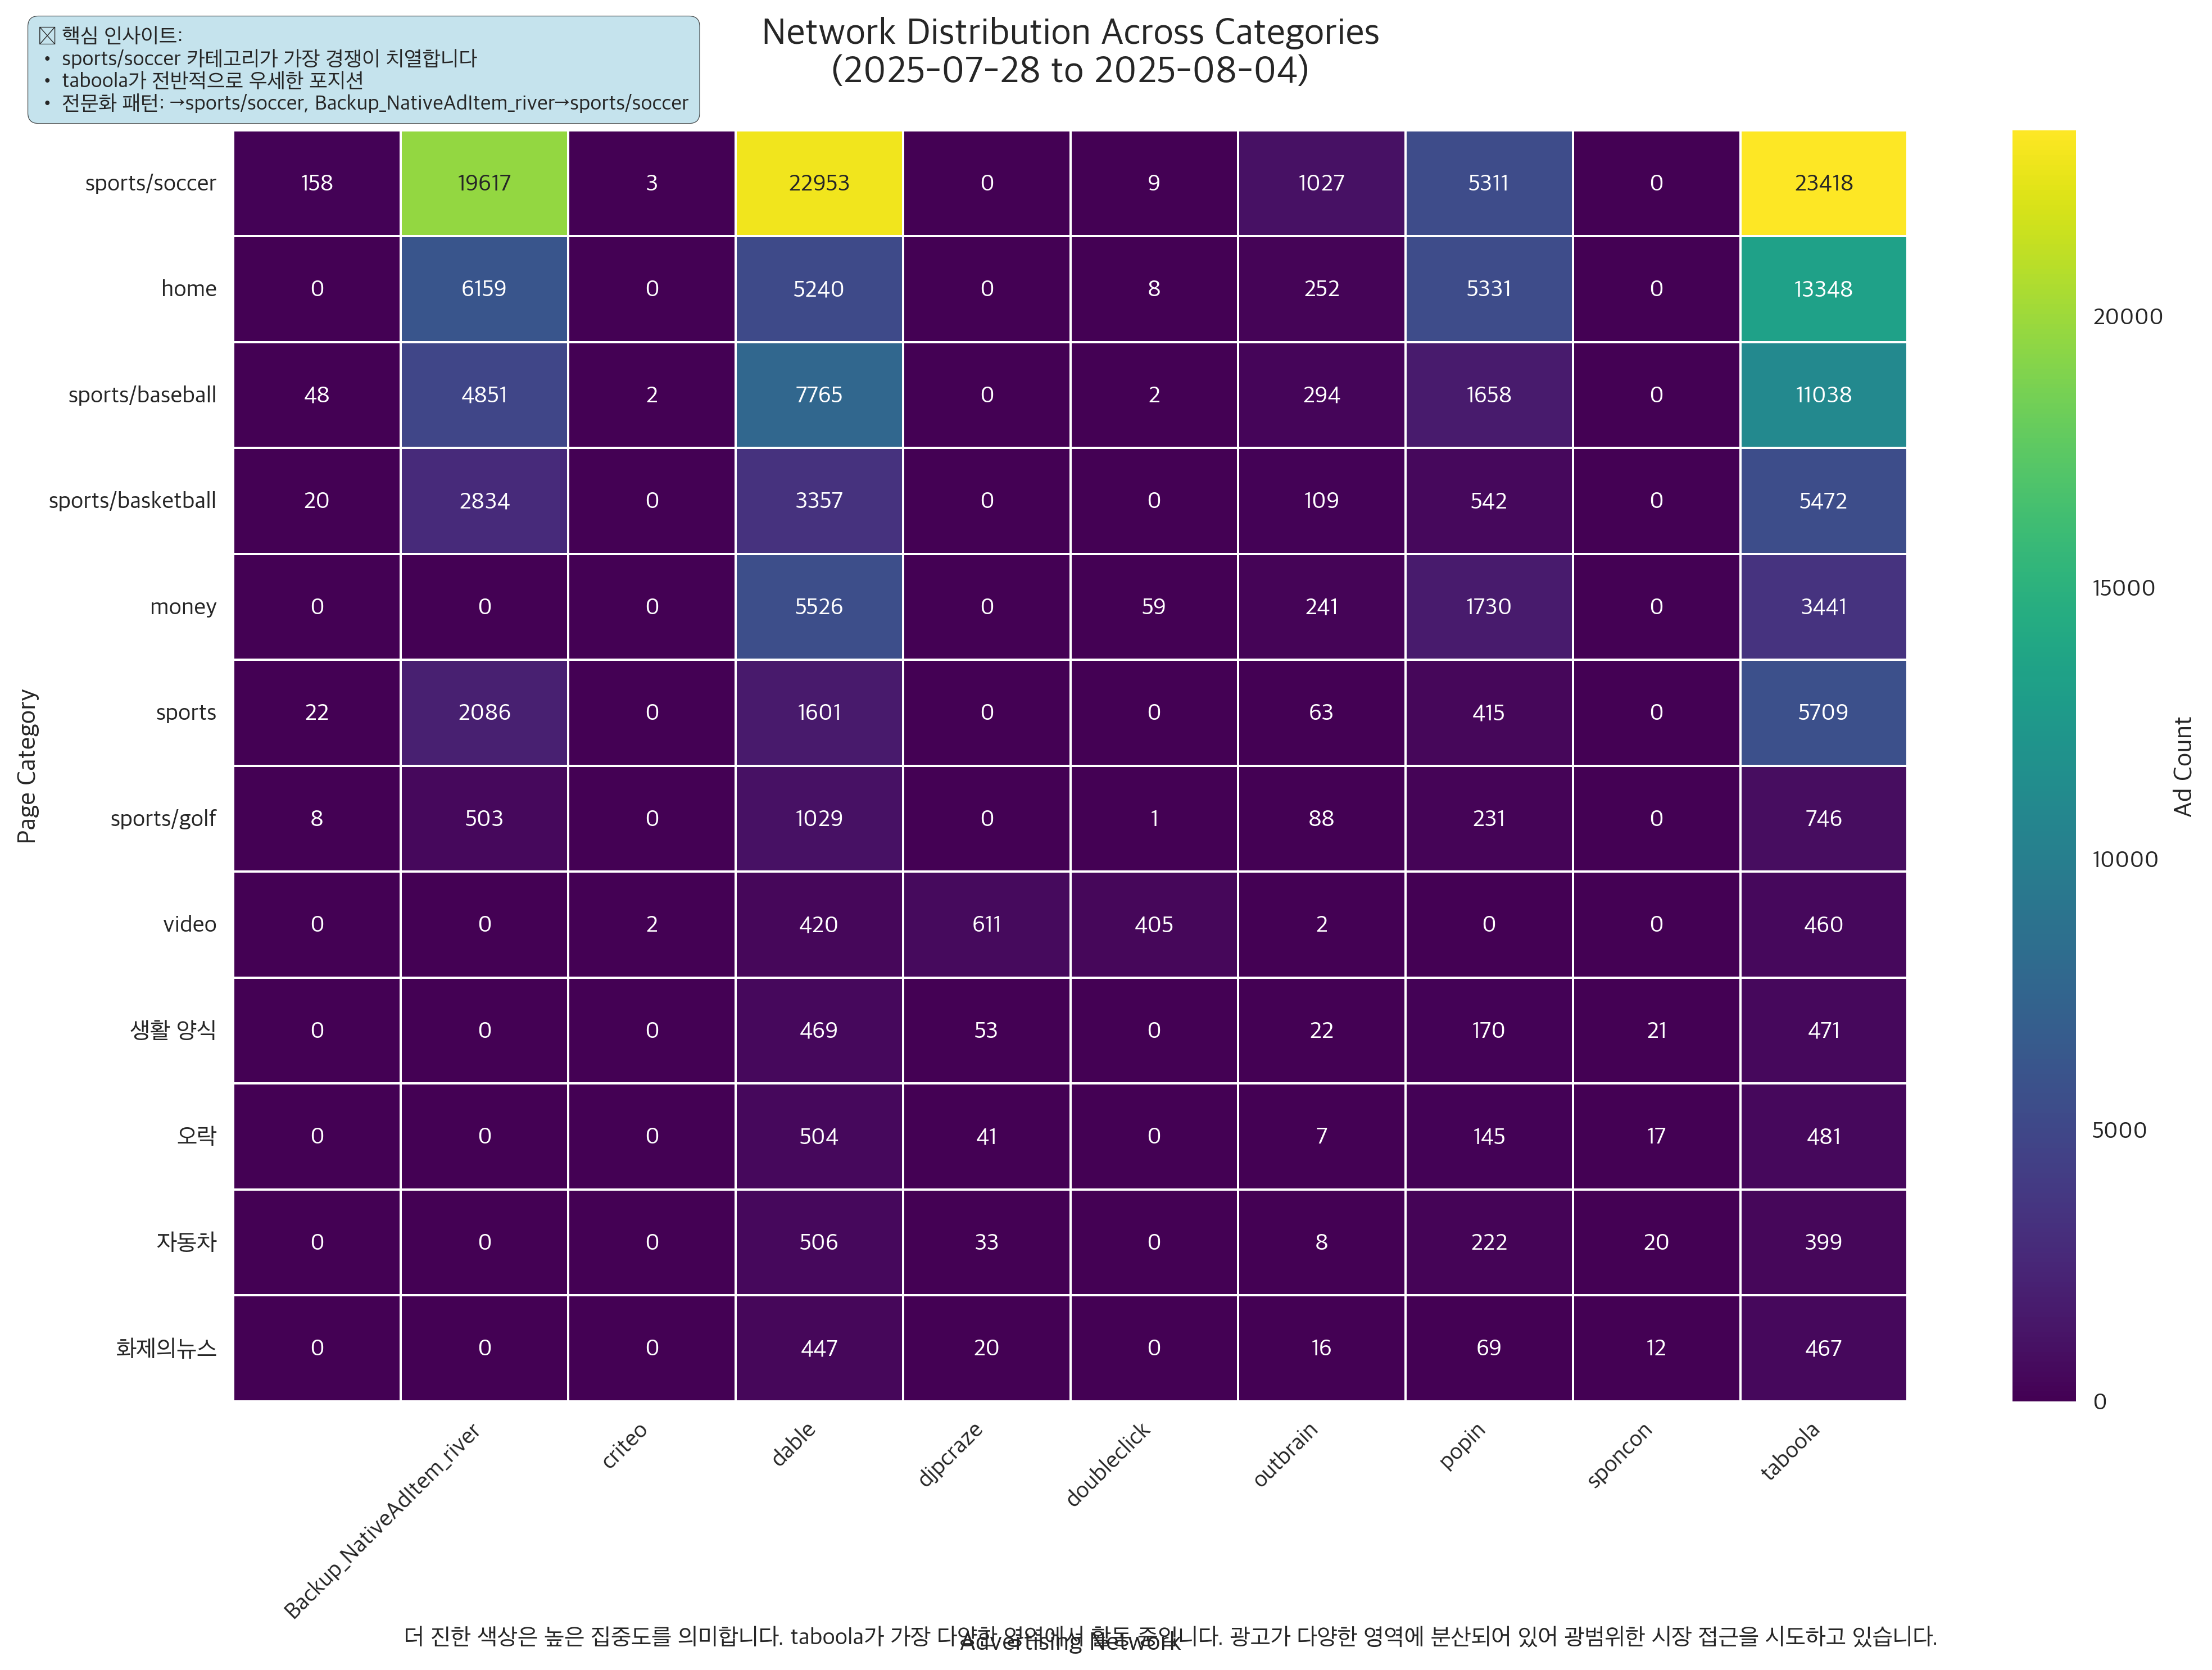 핵심 인사이트:
• sports/soccer 카테고리가 가장 경쟁이 치열합니다
• taboola가 전반적으로 우세한 포지션
• 전문화 패턴: →sports/soccer, Backup_NativeAdItem_river→sports/soccer
Network Distribution Across Categories
(2025-07-28 to 2025-08-04)
sports/soccer 158 19617 3 22953 0 9 1027 5311 0 23418
home 0 6159 0 5240 0 8 252 5331 0 13348
sports/baseball 48 4851 2 7765 0 2 294 1658 0 11038
sports/basketball 20 2834 0 3357 0 0 109 542 0 5472
money 0 0 0 5526 0 59 241 1730 0 3441
sports 22 2086 0 1601 0 0 63 415 0 5709
sports/golf 8 503 0 1029 0 1 88 231 0 746
video 0 0 2 420 611 405 2 0 0 460
생활 양식 0 0 0 469 53 0 22 170 21 471
오락 0 0 0 504 41 0 7 145 17 481
자동차 0 0 0 506 33 0 8 222 20 399
화제의뉴스 0 0 0 447 20 0 16 69 12 467
Page Category
Backup_NativeAdItem_river
criteo
dable
djpcraze
doubleclick
outbrain
popin
sponcon
taboola
20000
15000
10000
5000
0
Ad Count
더 진한 색상은 높은 집중도를 의미합니다. taboola가 가장 다양한 영역에서 활동 중입니다. 광고가 다양한 영역에 분산되어 있어 광범위한 시장 접근을 시도하고 있습니다.
Advertising Network